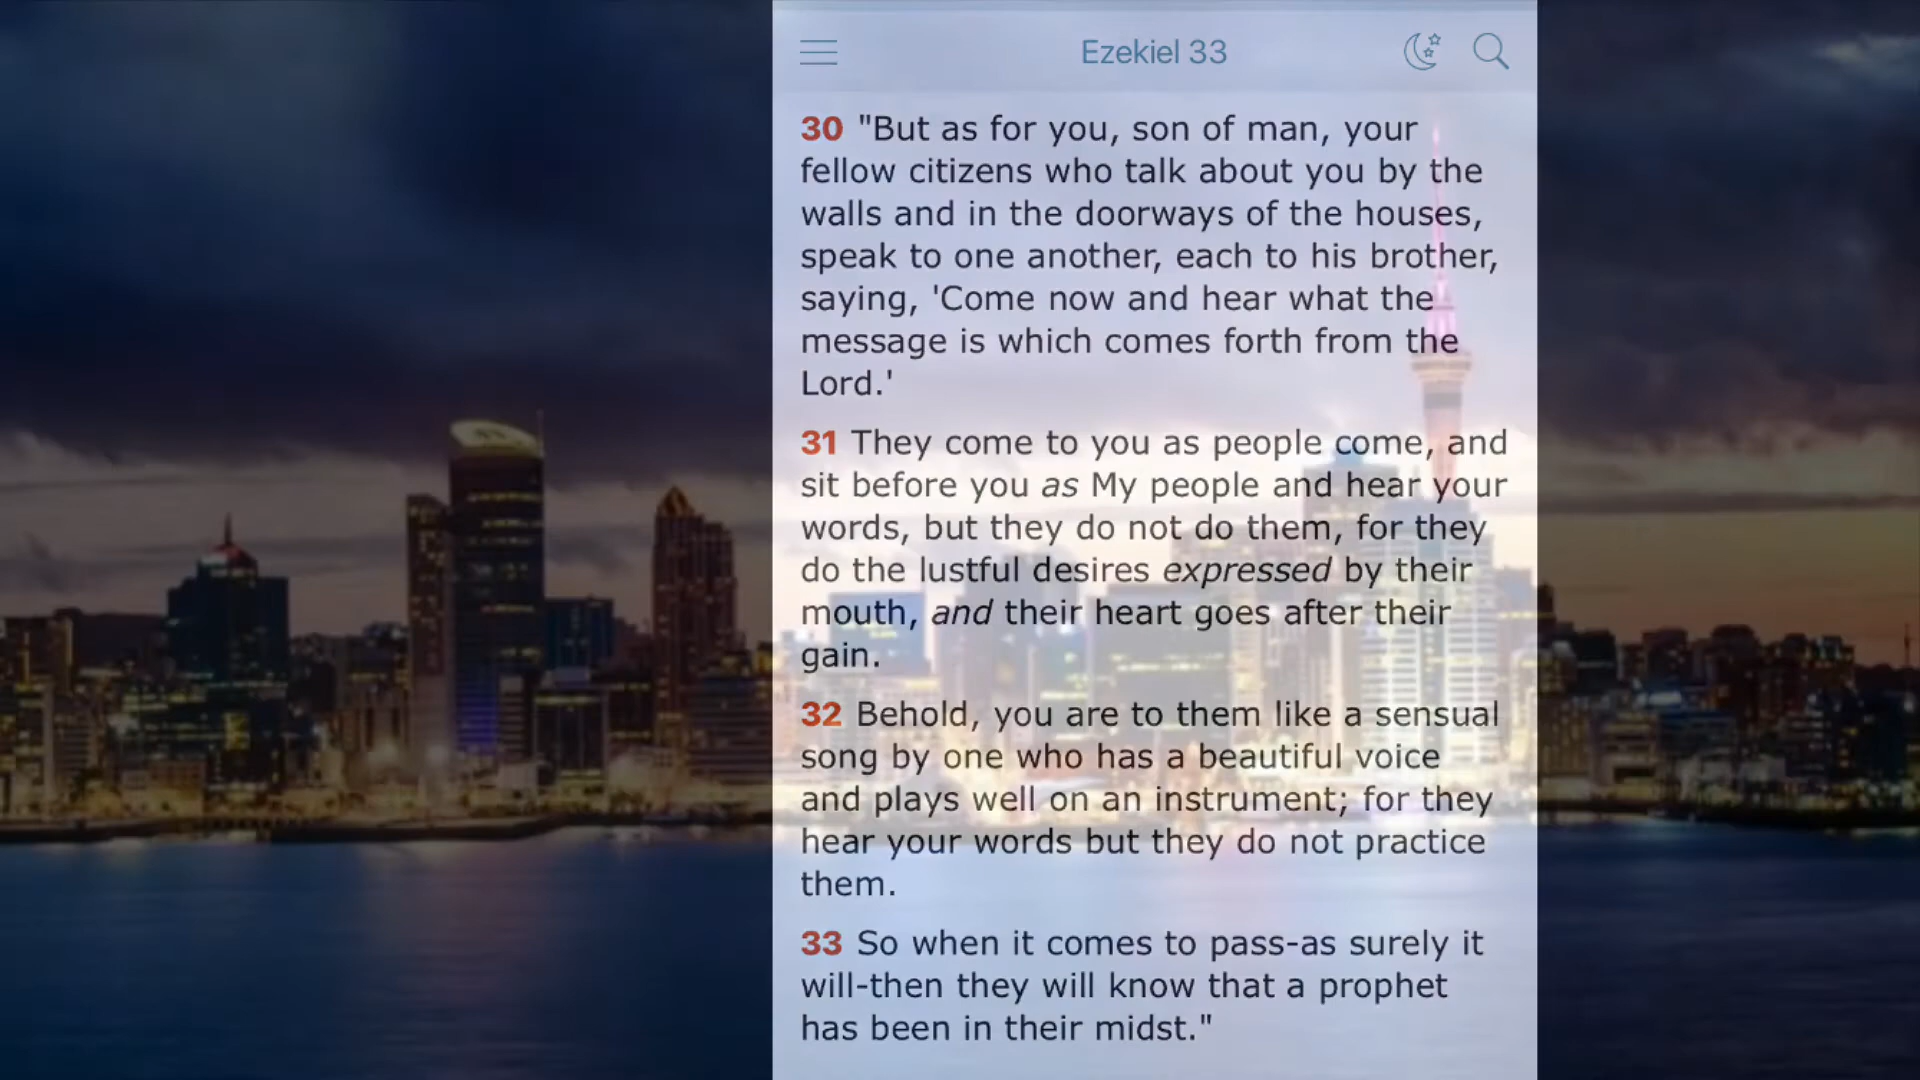 Ezekiel 33
30 "But as for you, son of man, your
fellow citizens who talk about you by the
walls and in the doorways of the houses,
speak to one another, each to his brother,
saying, 'Come now and hear what the
message is which comes forth from the
Lord.'
31 They come to you as people come, and
sit before you as My people and hear your
words, but they do not do them, for they
do the lustful desires expressed by their
mouth, and their heart goes after their
gain.
32 Behold, you are to them like a sensual
song by one who has a beautiful voice
and plays well on an instrument; for they
hear your words but they do not practice
them.
33 So when it comes to pass-as surely it
will-then they will know that a prophet
has been in their midst."